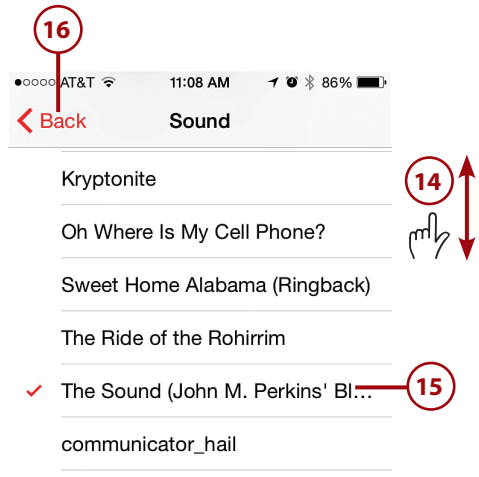 16
AT&T 11:08 AM 86%
Back Sound
Kryptonite
14
Oh Where Is My Cell Phone?
Sweet Home Alabama (Ringback)
The Ride of the Rohirrim
The Sound (John M. Perkins' Bl...
15
communicator_hail